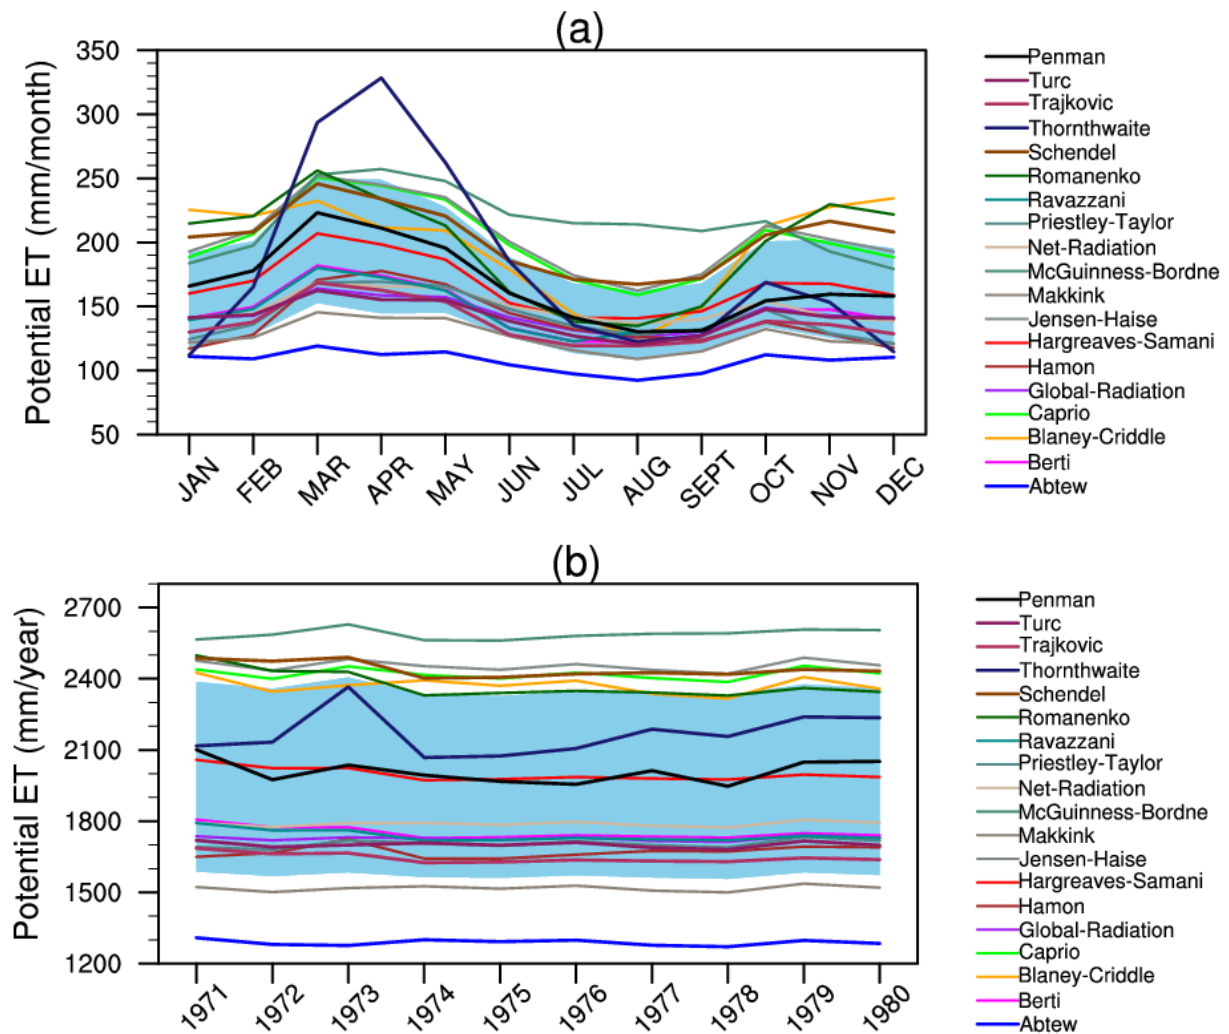 (a)
Potential ET (mm/month)
350
300
250
200
150
100
50
JAN
FEB
MAR
APR
MAY
JUN
JUL
AUG
SEPT
OCT
NOV
DEC
Penman
Turc
Trajkovic
Thornthwaite
Schendel
Romanenko
Ravazzani
Priestley-Taylor
Net-Radiation
McGuinness-Bordne
Makkink
Jensen-Haise
Hargreaves-Samani
Hamon
Global-Radiation
Caprio
Blaney-Criddle
Berti
Abtew
(b)
Potential ET (mm/year)
2700
2400
2100
1800
1500
1200
1971
1972
1973
1974
1975
1976
1977
1978
1979
1980
Penman
Turc
Trajkovic
Thornthwaite
Schendel
Romanenko
Ravazzani
Priestley-Taylor
Net-Radiation
McGuinness-Bordne
Makkink
Jensen-Haise
Hargreaves-Samani
Hamon
Global-Radiation
Caprio
Blaney-Criddle
Berti
Abtew